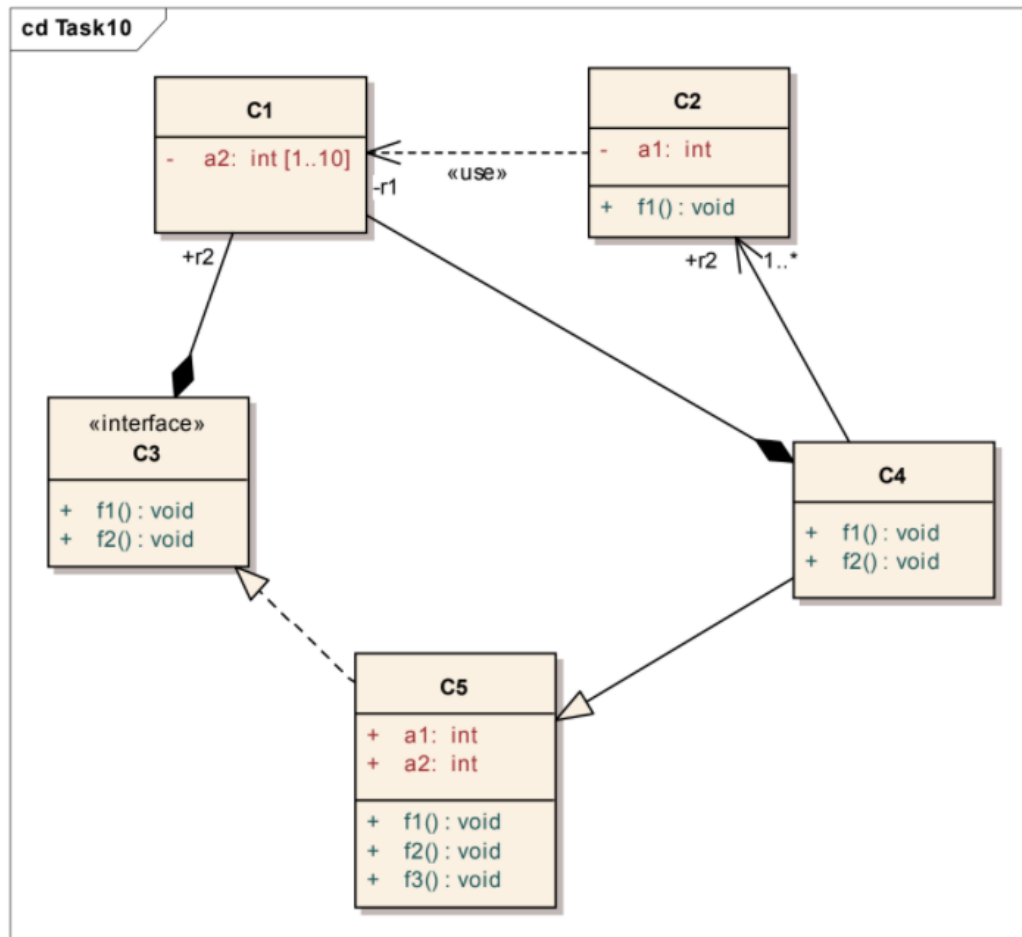 cd Task10
C1
- a2: int [1..10]
C2
- a1: int
+ f1() : void
«use»
-r1
+r2
+r2
1..*
«interface»
C3
+ f1() : void
+ f2() : void
C4
+ f1() : void
+ f2() : void
C5
+ a1: int
+ a2: int
+ f1() : void
+ f2() : void
+ f3() : void